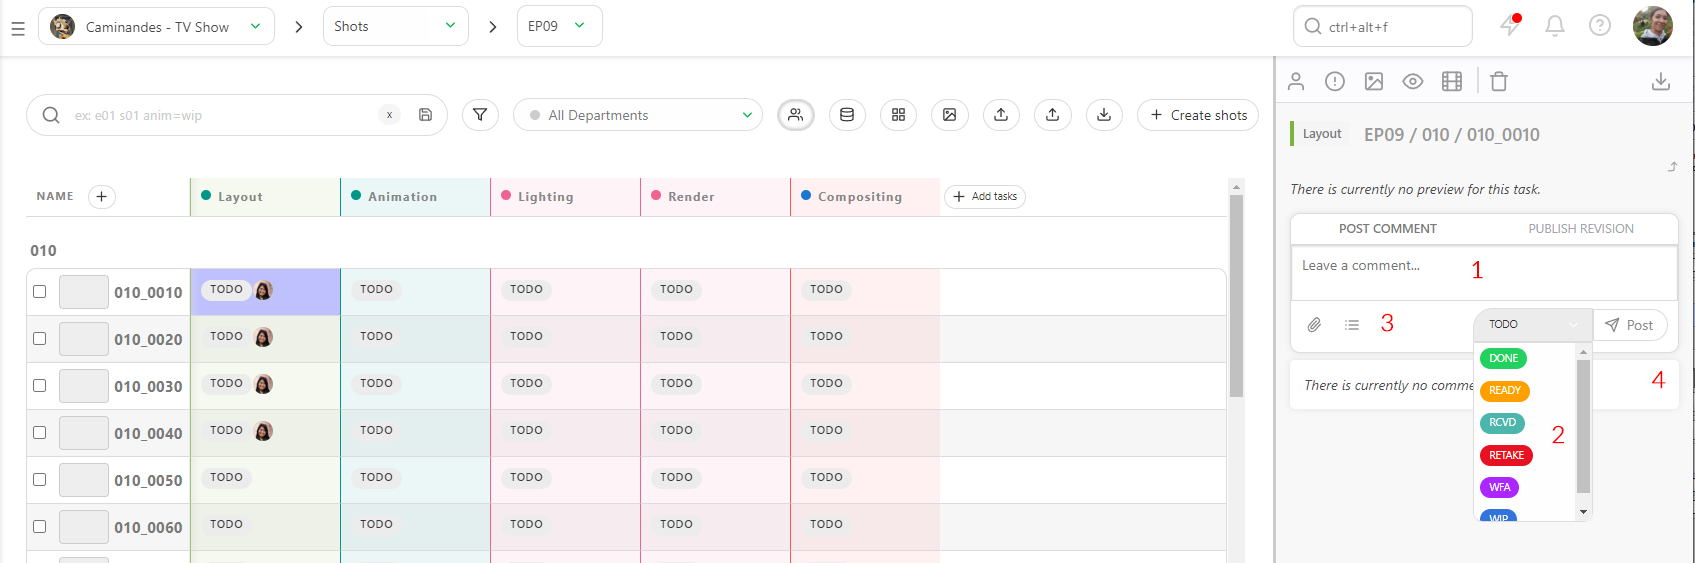 Caminandes - TV Show
Shots
EP09
ctrl+alt+f
ex: e01 s01 anim=wip
x
All Departments
Create shots
Layout
EP09 / 010 / 010_0010
There is currently no preview for this task.
NAME
Layout
Animation
Lighting
Render
Compositing
Add tasks
010
010_0010 TODO TODO TODO TODO TODO
010_0020 TODO TODO TODO TODO TODO
010_0030 TODO TODO TODO TODO TODO
010_0040 TODO TODO TODO TODO TODO
010_0050 TODO TODO TODO TODO TODO
010_0060 TODO TODO TODO TODO TODO
POST COMMENT
PUBLISH REVISION
Leave a comment...
1
3
TODO
Post
DONE
READY
RCVD
RETAKE
WFA
WIP
2
There is currently no comme
4